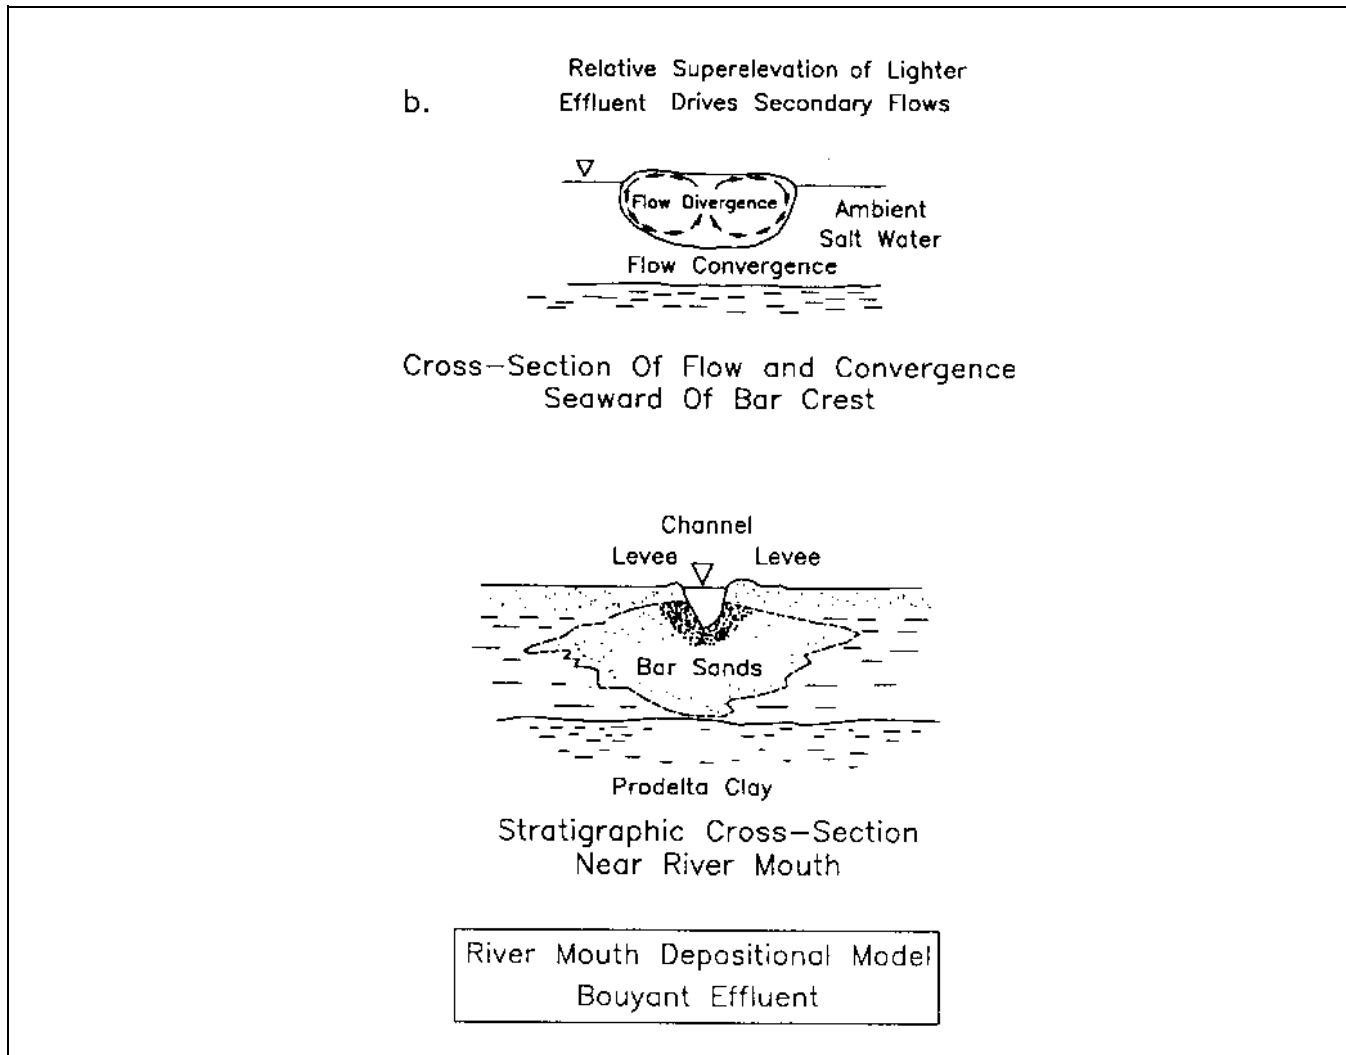 b.
Relative Superelevation of Lighter
Effluent Drives Secondary Flows
Flow Divergence
Ambient
Salt Water
Flow Convergence
Cross-Section Of Flow and Convergence
Seaward Of Bar Crest
Channel
Levee Levee
Bar Sands
Prodelta Clay
Stratigraphic Cross-Section
Near River Mouth
River Mouth Depositional Model
Bouyant Effluent